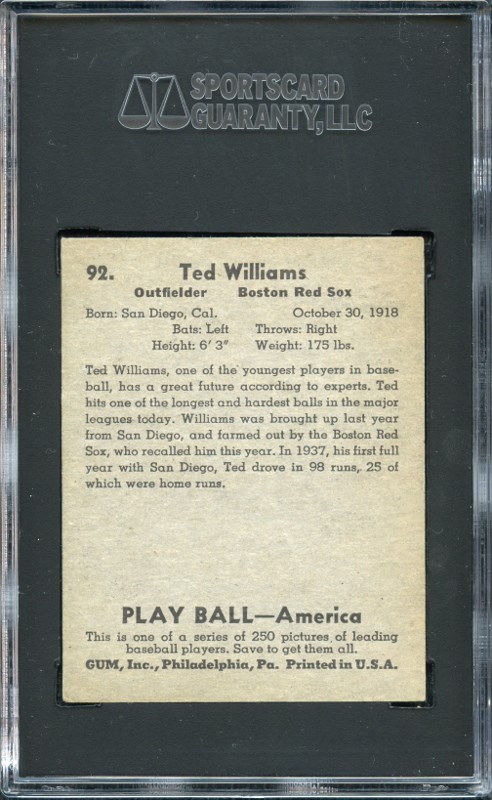 SPORTSCARD
GUARANTY, LLC
92. Ted Williams
Outfielder Boston Red Sox
Born: San Diego, Cal. October 30, 1918
Bats: Left Throws: Right
Height: 6' 3" Weight: 175 lbs.
Ted Williams, one of the youngest players in base-
ball, has a great future according to experts. Ted
hits one of the longest and hardest balls in the major
leagues today. Williams was brought up last year
from San Diego, and farmed out by the Boston Red
Sox, who recalled him this year. In 1937, his first full
year with San Diego, Ted drove in 98 runs, 25 of
which were home runs.
PLAY BALL—America
This is one of a series of 250 pictures of leading
baseball players. Save to get them all.
GUM, Inc., Philadelphia, Pa. Printed in U.S.A.